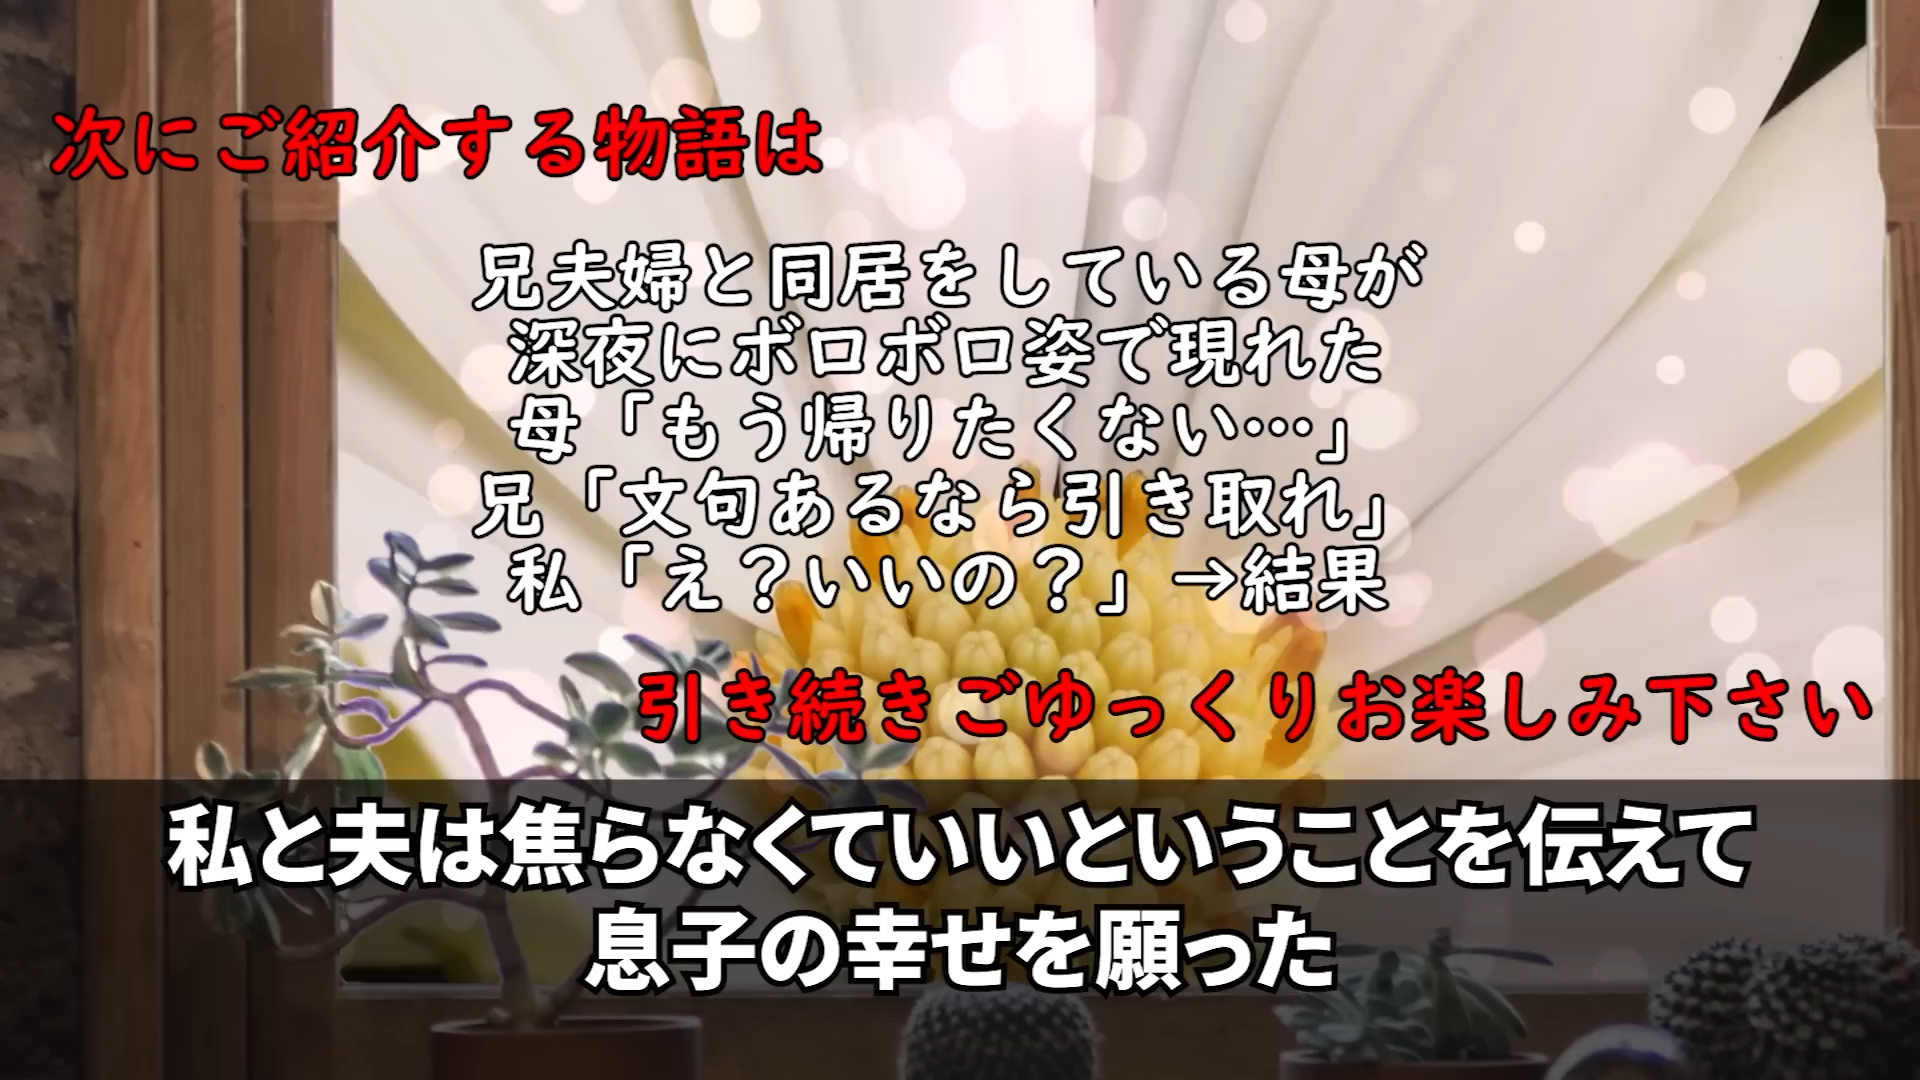 次にご紹介する物語は
兄夫婦と同居をしている母が
深夜にボロボロ姿で現れた
母「もう帰りたくない…」
兄「文句あるなら引き取れ」
私「え？いいの？」→結果
引き続きごゆっくりお楽しみ下さい
私と夫は焦らなくていいということを伝えて
息子の幸せを願った